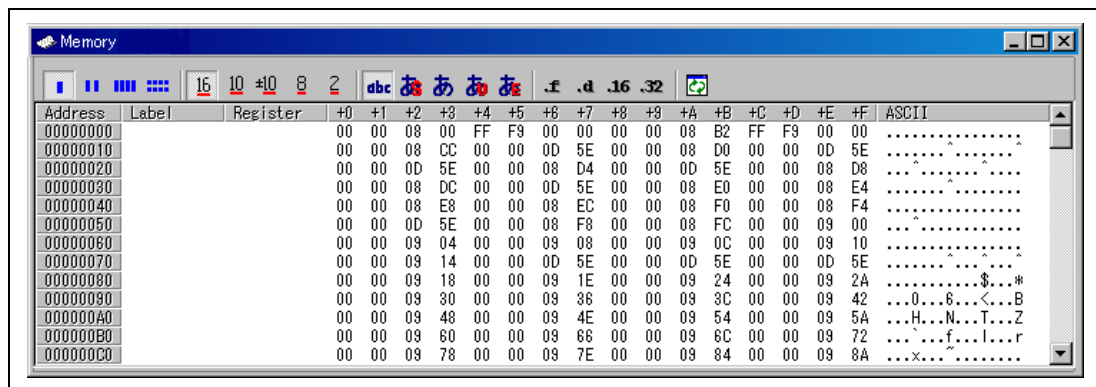 Memory
16 10 ±10 8 2 abc あS あ あU あE .f .d .16 .32
Address Label Register +0 +1 +2 +3 +4 +5 +6 +7 +8 +9 +A +B +C +D +E +F ASCII
00000000 00 00 08 00 FF F9 00 00 00 00 08 B2 FF F9 00 00 ................
00000010 00 00 08 CC 00 00 0D 5E 00 00 08 D0 00 00 0D 5E .......^.......^
00000020 00 00 0D 5E 00 00 08 D4 00 00 0D 5E 00 00 08 D8 ...^.......^....
00000030 00 00 08 DC 00 00 0D 5E 00 00 08 E0 00 00 08 E4 .......^........
00000040 00 00 08 E8 00 00 08 EC 00 00 08 F0 00 00 08 F4 ................
00000050 00 00 0D 5E 00 00 08 F8 00 00 08 FC 00 00 09 00 ...^............
00000060 00 00 09 04 00 00 09 08 00 00 09 0C 00 00 09 10 ................
00000070 00 00 09 14 00 00 0D 5E 00 00 0D 5E 00 00 0D 5E .......^...^...^
00000080 00 00 09 18 00 00 09 1E 00 00 09 24 00 00 09 2A ...........$...*
00000090 00 00 09 30 00 00 09 36 00 00 09 3C 00 00 09 42 ...0...6...<...B
000000A0 00 00 09 48 00 00 09 4E 00 00 09 54 00 00 09 5A ...H...N...T...Z
000000B0 00 00 09 60 00 00 09 66 00 00 09 6C 00 00 09 72 ...`...f...l...r
000000C0 00 00 09 78 00 00 09 7E 00 00 09 84 00 00 09 8A ...x...~........